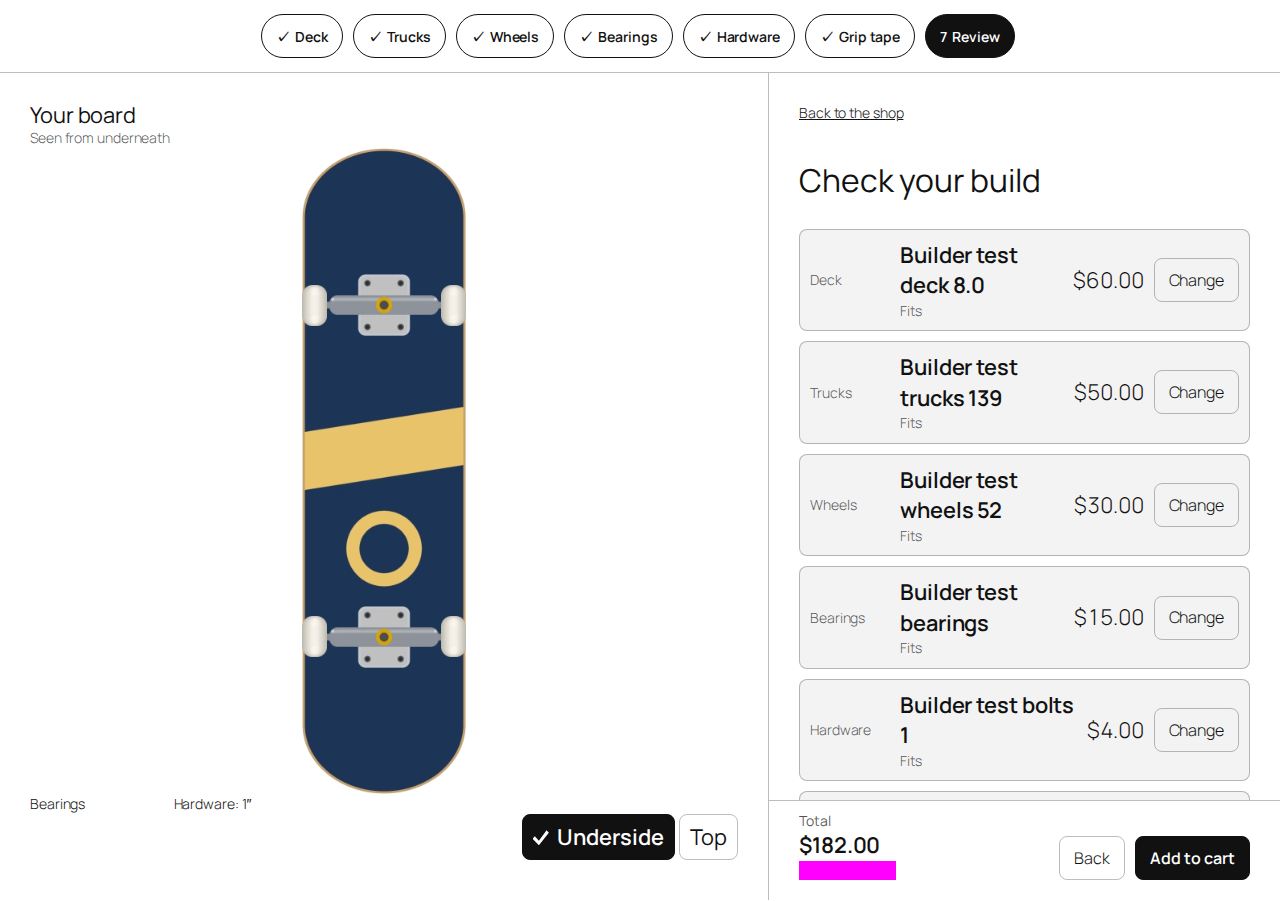 ✓ Deck
✓ Trucks
✓ Wheels
✓ Bearings
✓ Hardware
✓ Grip tape
7 Review
Your board
Seen from underneath
Bearings
Hardware: 1″
✓ Underside
Top
Back to the shop
Check your build
Deck
Builder test
deck 8.0
Fits
$60.00
Change
Trucks
Builder test
trucks 139
Fits
$50.00
Change
Wheels
Builder test
wheels 52
Fits
$30.00
Change
Bearings
Builder test
bearings
Fits
$15.00
Change
Hardware
Builder test bolts
1
Fits
$4.00
Change
Total
$182.00
Back
Add to cart